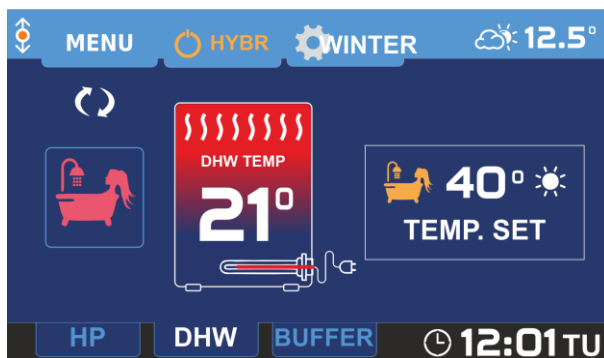 MENU
HYBR
WINTER
12.5°
DHW TEMP
21°
40°
TEMP. SET
HP
DHW
BUFFER
12:01 TU